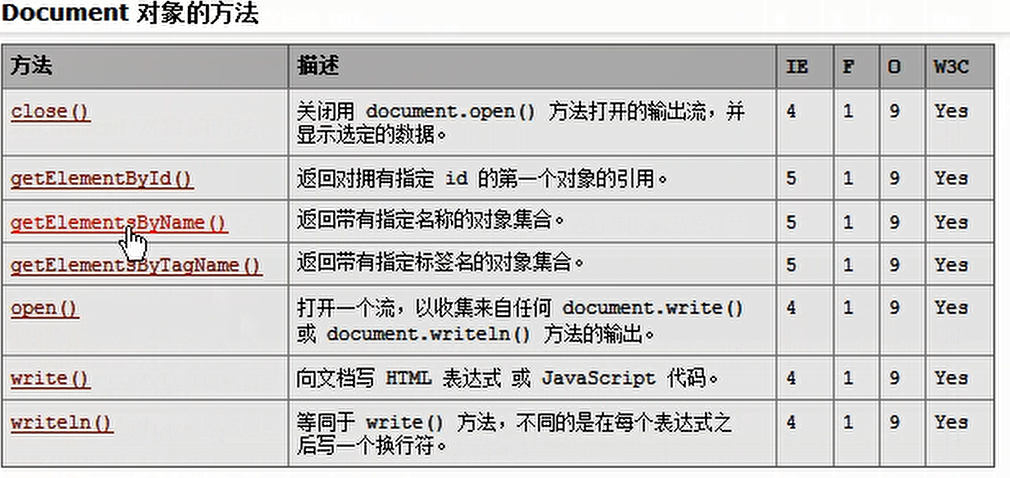 Document 对象的方法
方法 描述 IE F O W3C
close() 关闭用 document.open() 方法打开的输出流，并 4 1 9 Yes
显示选定的数据。
getElementById() 返回对拥有指定 id 的第一个对象的引用。 5 1 9 Yes
getElementsByName() 返回带有指定名称的对象集合。 5 1 9 Yes
getElementsByTagName() 返回带有指定标签名的对象集合。 5 1 9 Yes
open() 打开一个流，以收集来自任何 document.write() 4 1 9 Yes
或 document.writeln() 方法的输出。
write() 向文档写 HTML 表达式 或 JavaScript 代码。 4 1 9 Yes
writeln() 等同于 write() 方法，不同的是在每个表达式之 4 1 9 Yes
后写一个换行符。